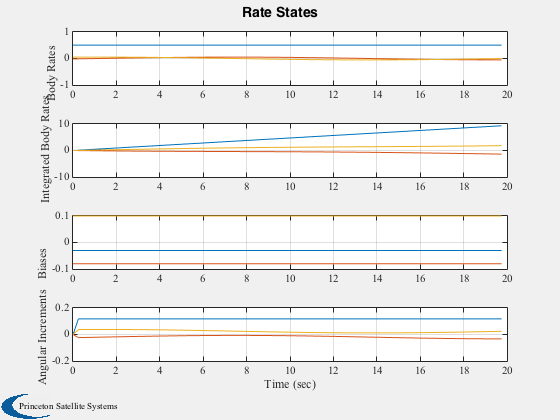 Rate States
Body Rates
1
0
-1
0 2 4 6 8 10 12 14 16 18 20
Integrated Body Rates
10
0
-10
0 2 4 6 8 10 12 14 16 18 20
Biases
0.1
0
-0.1
0 2 4 6 8 10 12 14 16 18 20
Angular Increments
0.2
0
-0.2
0 2 4 6 8 10 12 14 16 18 20
Time (sec)
Princeton Satellite Systems